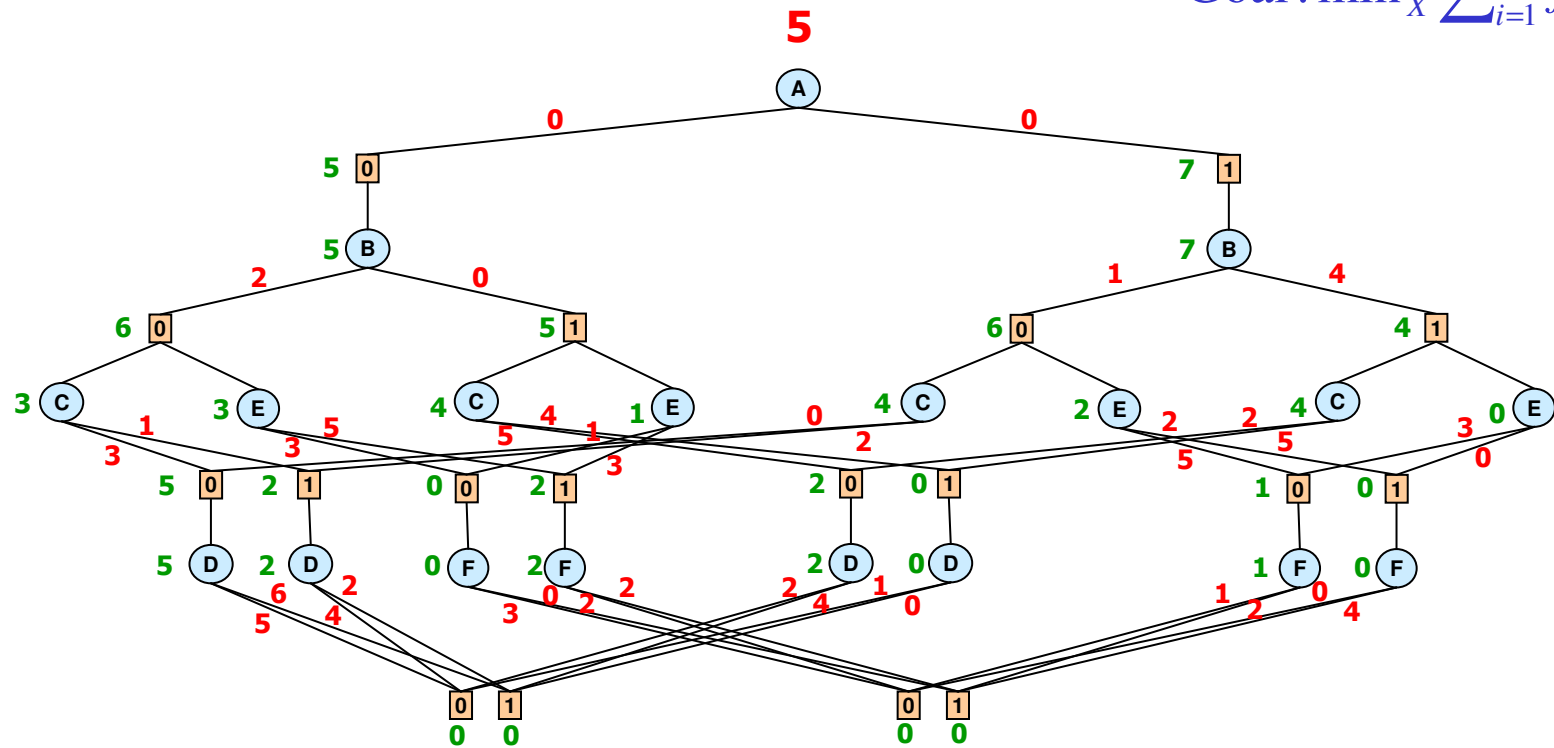 5
A
0 0
5 0 7 1
5 B 7 B
2 0 1 4
6 0 5 1 6 0 4 1
3 C 3 E 4 C 1 E 4 C 2 E 4 C 0 E
1 5 4 0 2 2 3
3 3 5 1 3 2 5 5 0
5 0 2 1 0 0 2 1 2 0 0 1 1 0 0 1
5 D 2 D 0 F 2 F 2 D 0 D 1 F 0 F
6 2 0 2 2 1 1 0
5 4 3 2 4 0 2 4
0 1 0 1
0 0 0 0